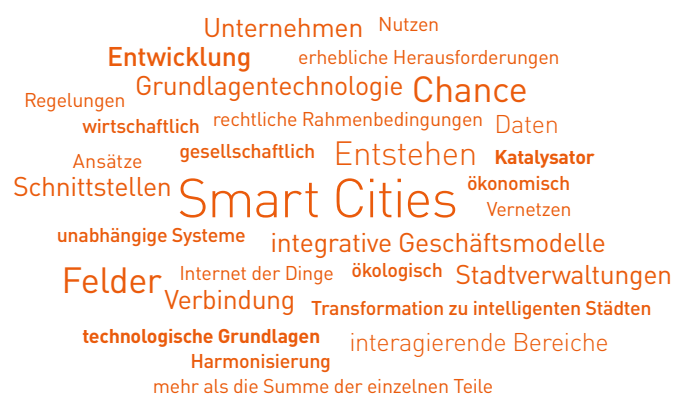 Unternehmen Nutzen
Entwicklung erhebliche Herausforderungen
Grundlagentechnologie Chance
Regelungen
wirtschaftlich rechtliche Rahmenbedingungen Daten
Ansätze gesellschaftlich Entstehen Katalysator
Schnittstellen Smart Cities ökonomisch
Vernetzen
unabhängige Systeme integrative Geschäftsmodelle
Felder Internet der Dinge ökologisch Stadtverwaltungen
Verbindung Transformation zu intelligenten Städten
technologische Grundlagen interagierende Bereiche
Harmonisierung
mehr als die Summe der einzelnen Teile